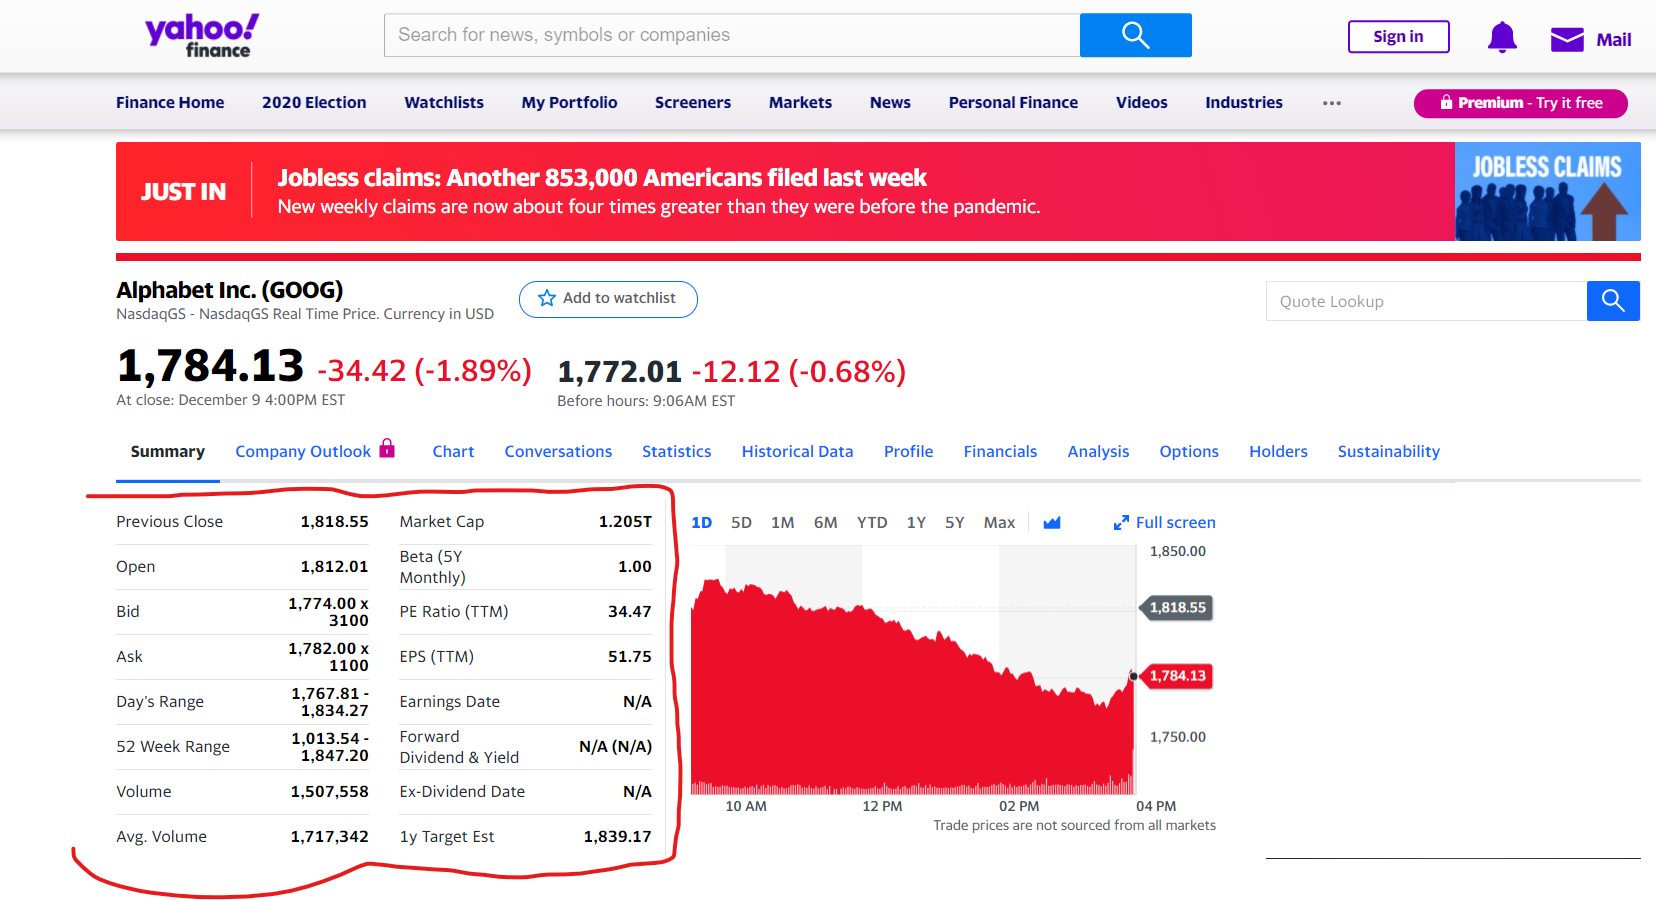 yahoo!
finance
Search for news, symbols or companies
Sign in
Mail
Finance Home 2020 Election Watchlists My Portfolio Screeners Markets News Personal Finance Videos Industries ...
Premium - Try it free
JUST IN
Jobless claims: Another 853,000 Americans filed last week
New weekly claims are now about four times greater than they were before the pandemic.
JOBLESS CLAIMS
Alphabet Inc. (GOOG)
NasdaqGS - NasdaqGS Real Time Price. Currency in USD
Add to watchlist
Quote Lookup
1,784.13 -34.42 (-1.89%)
At close: December 9 4:00PM EST
1,772.01 -12.12 (-0.68%)
Before hours: 9:06AM EST
Summary Company Outlook Chart Conversations Statistics Historical Data Profile Financials Analysis Options Holders Sustainability
Previous Close 1,818.55
Open 1,812.01
Bid 1,774.00 x
3100
Ask 1,782.00 x
1100
Day's Range 1,767.81 -
1,834.27
52 Week Range 1,013.54 -
1,847.20
Volume 1,507,558
Avg. Volume 1,717,342
Market Cap 1.205T
Beta (5Y
Monthly) 1.00
PE Ratio (TTM) 34.47
EPS (TTM) 51.75
Earnings Date N/A
Forward
Dividend & Yield N/A (N/A)
Ex-Dividend Date N/A
1y Target Est 1,839.17
1D 5D 1M 6M YTD 1Y 5Y Max
Full screen
1,850.00
1,818.55
1,784.13
1,750.00
10 AM 12 PM 02 PM 04 PM
Trade prices are not sourced from all markets